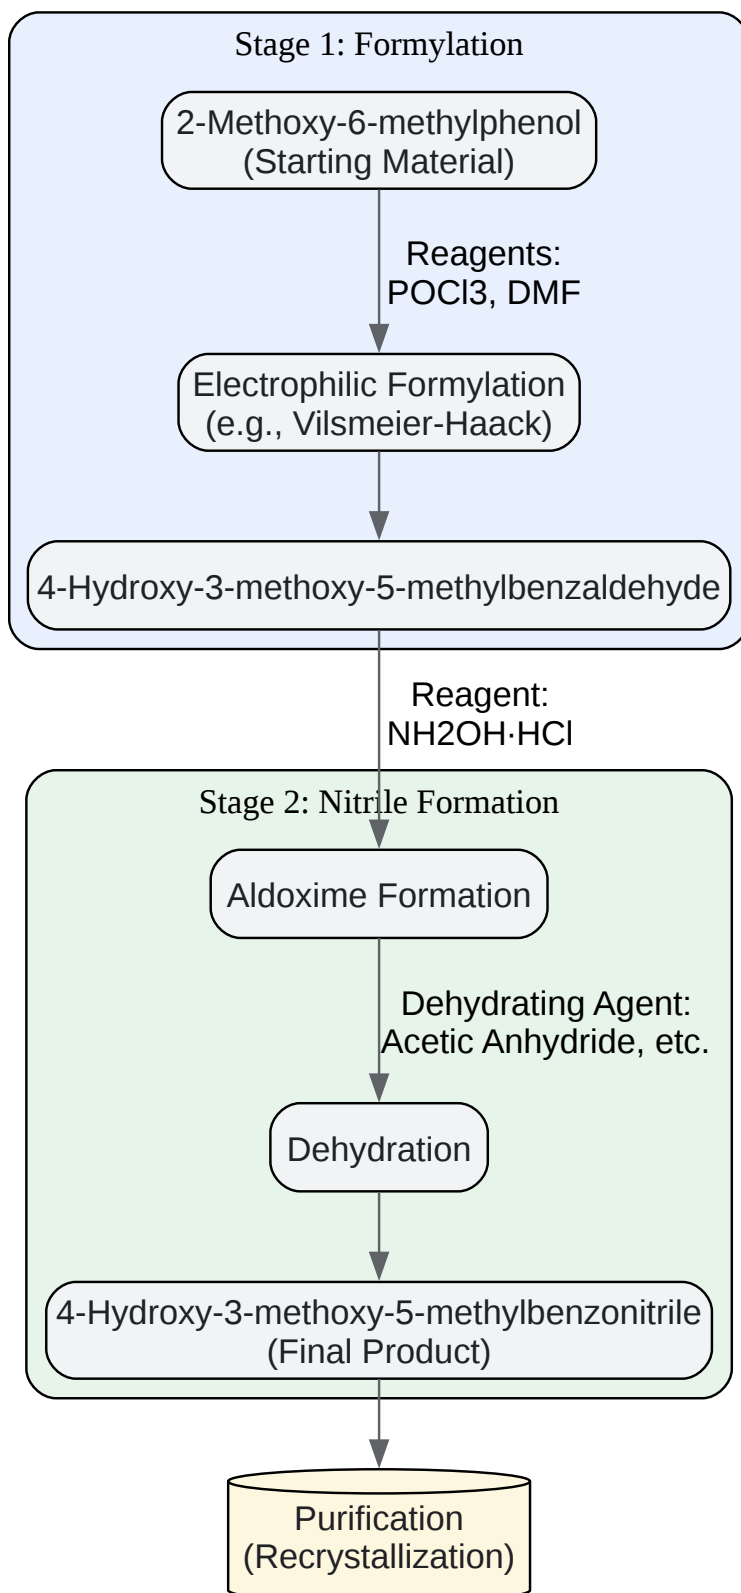 Stage 1: Formylation
2-Methoxy-6-methylphenol
(Starting Material)
Reagents:
POCl3, DMF
Electrophilic Formylation
(e.g., Vilsmeier-Haack)
4-Hydroxy-3-methoxy-5-methylbenzaldehyde
Reagent:
NH2OH·HCl
Stage 2: Nitrile Formation
Aldoxime Formation
Dehydrating Agent:
Acetic Anhydride, etc.
Dehydration
4-Hydroxy-3-methoxy-5-methylbenzonitrile
(Final Product)
Purification
(Recrystallization)